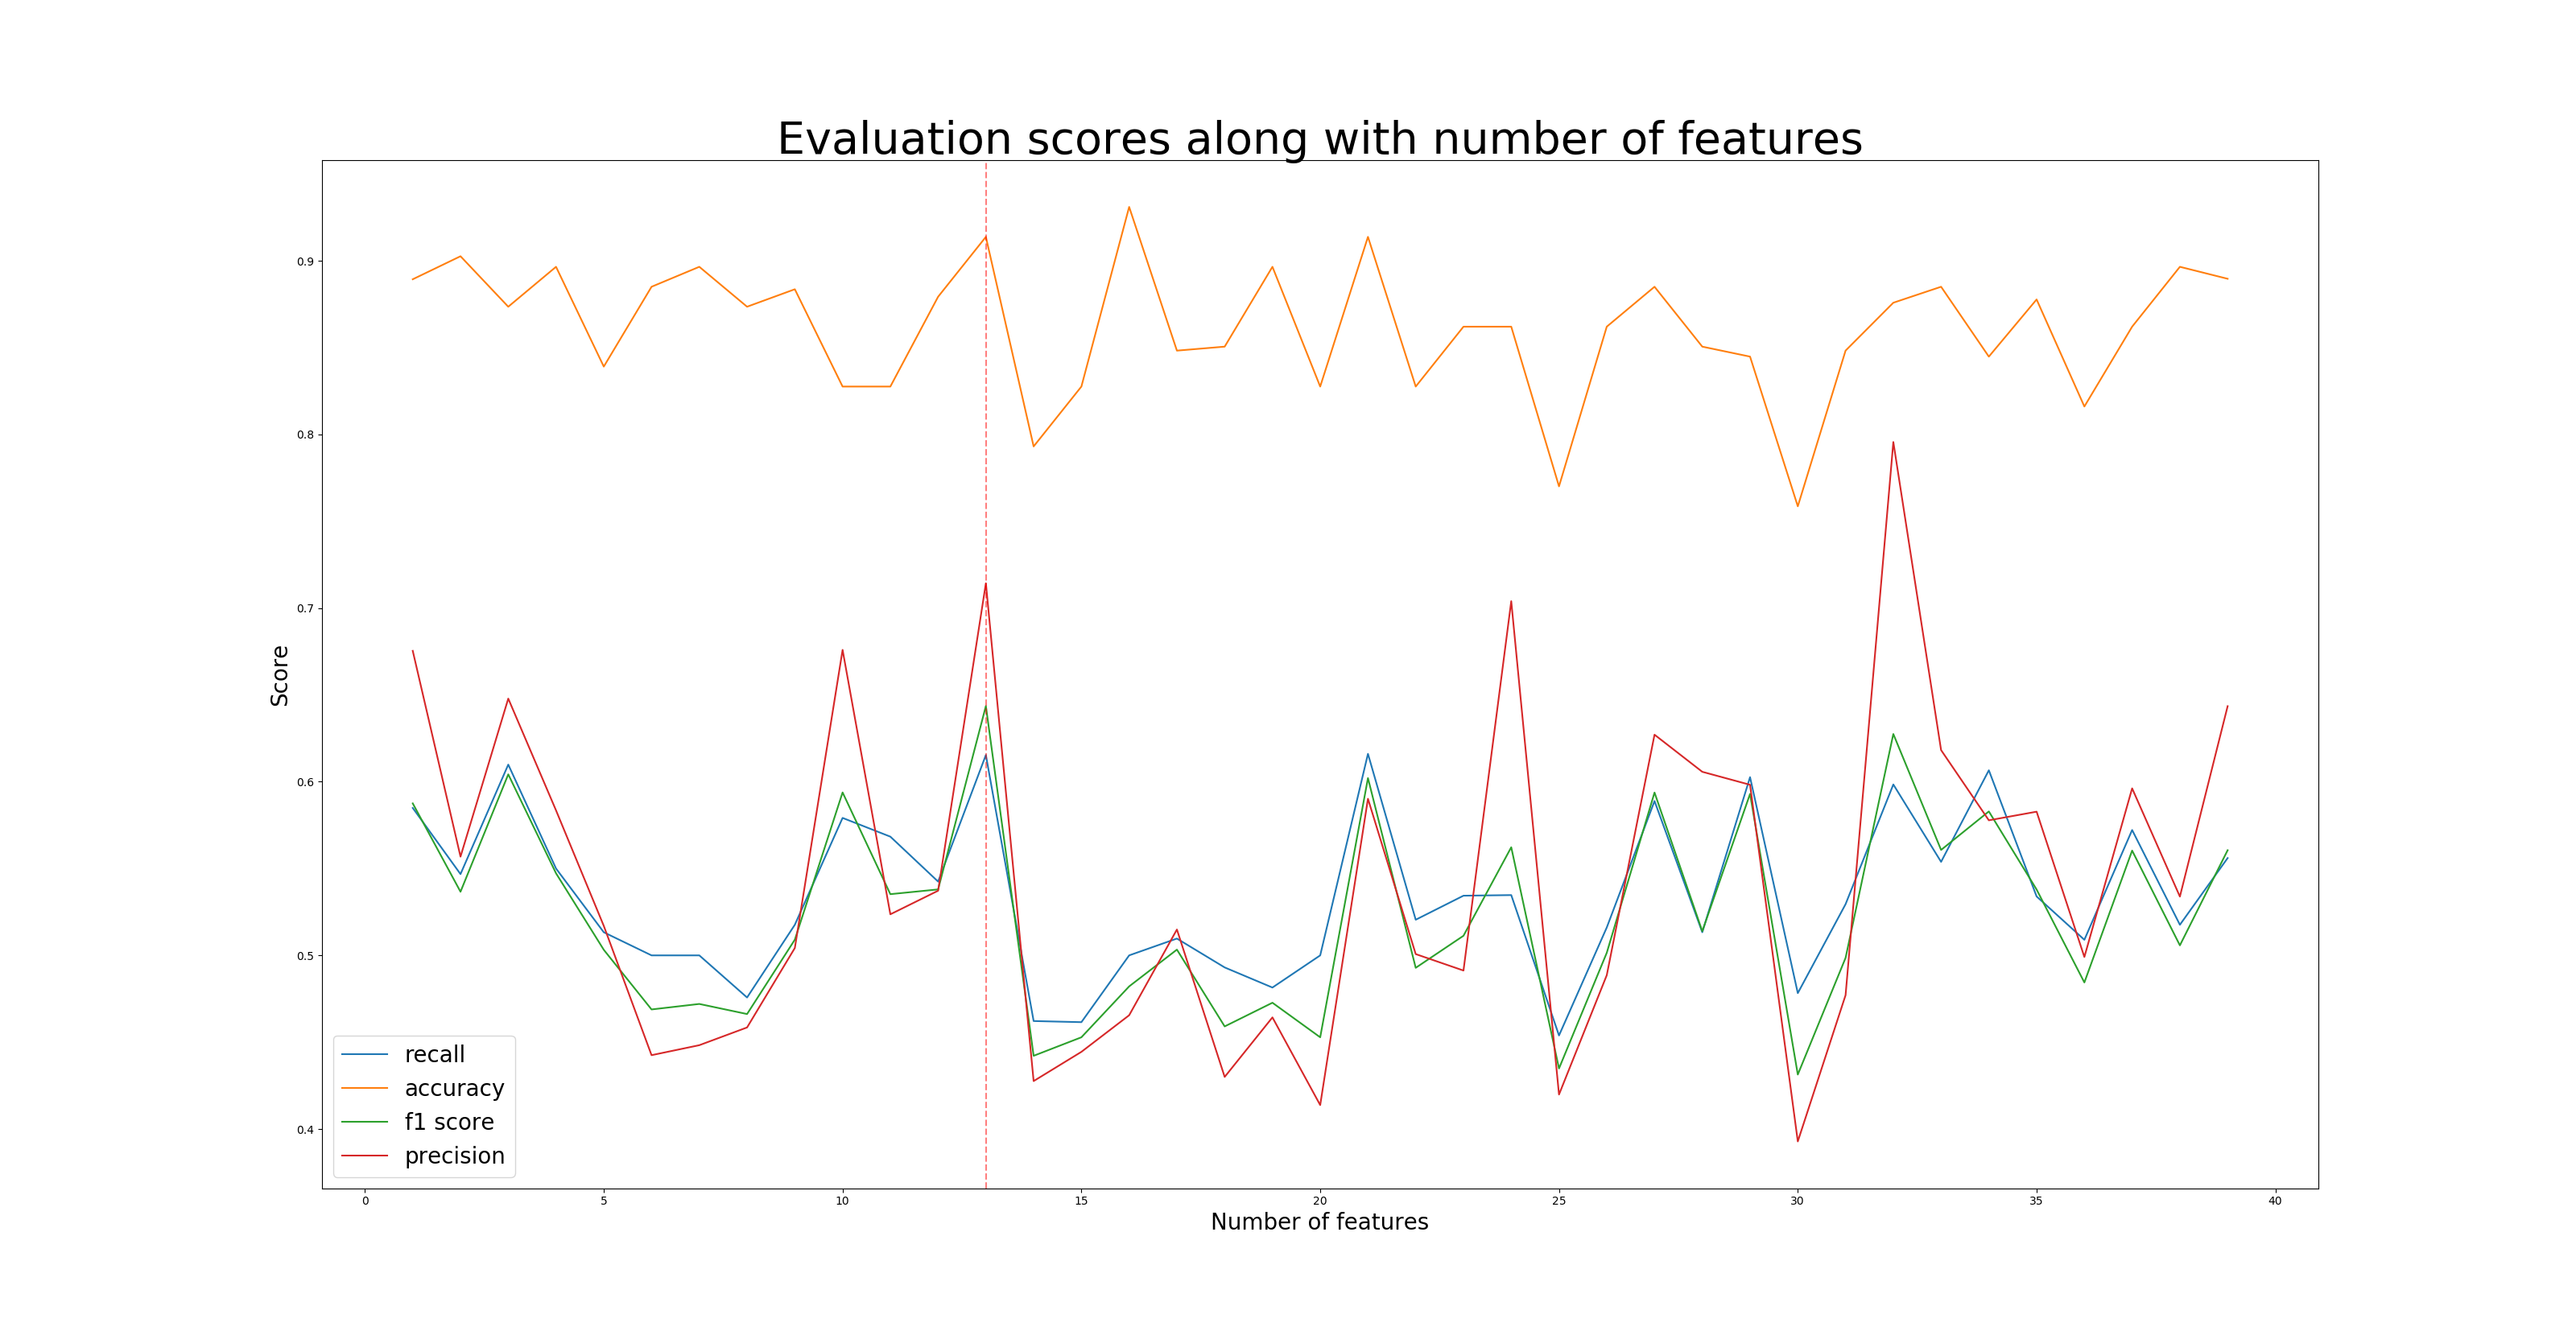 Evaluation scores along with number of features
0.9
0.8
0.7
0.6
0.5
0.4
Score
recall
accuracy
f1 score
precision
0 5 10 15 20 25 30 35 40
Number of features